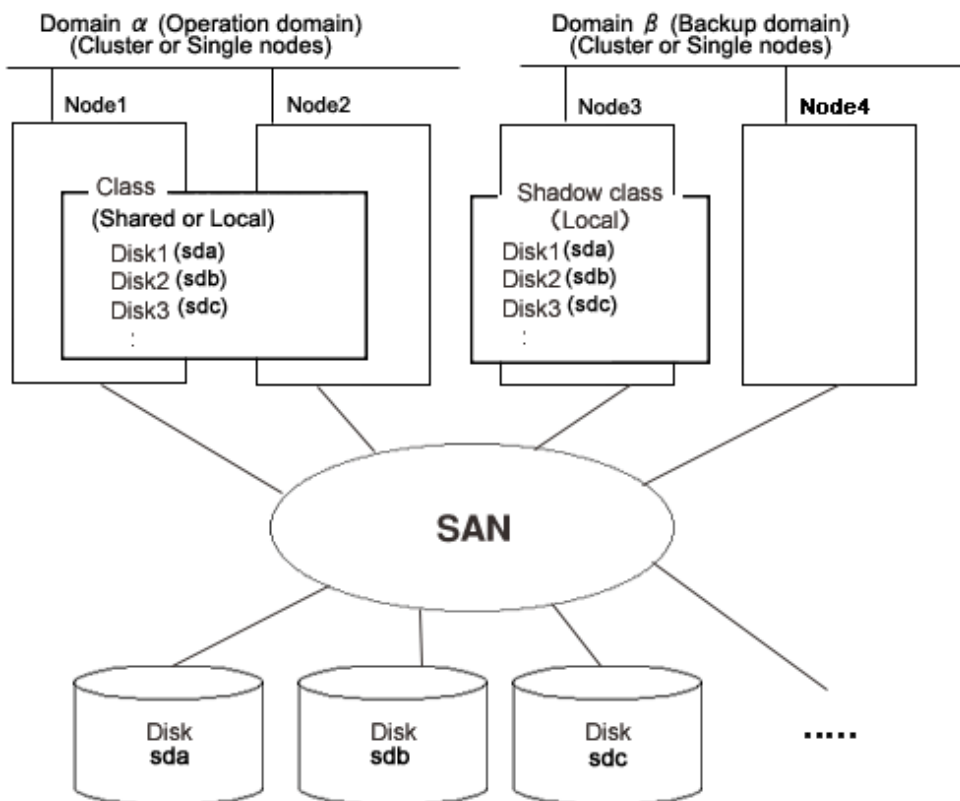 Domain α (Operation domain)
(Cluster or Single nodes)
Domain β (Backup domain)
(Cluster or Single nodes)
Node1
Node2
Node3
Node4
Class
(Shared or Local)
Disk1 (sda)
Disk2 (sdb)
Disk3 (sdc)
:
Shadow class
(Local)
Disk1 (sda)
Disk2 (sdb)
Disk3 (sdc)
:
SAN
Disk
sda
Disk
sdb
Disk
sdc
.....